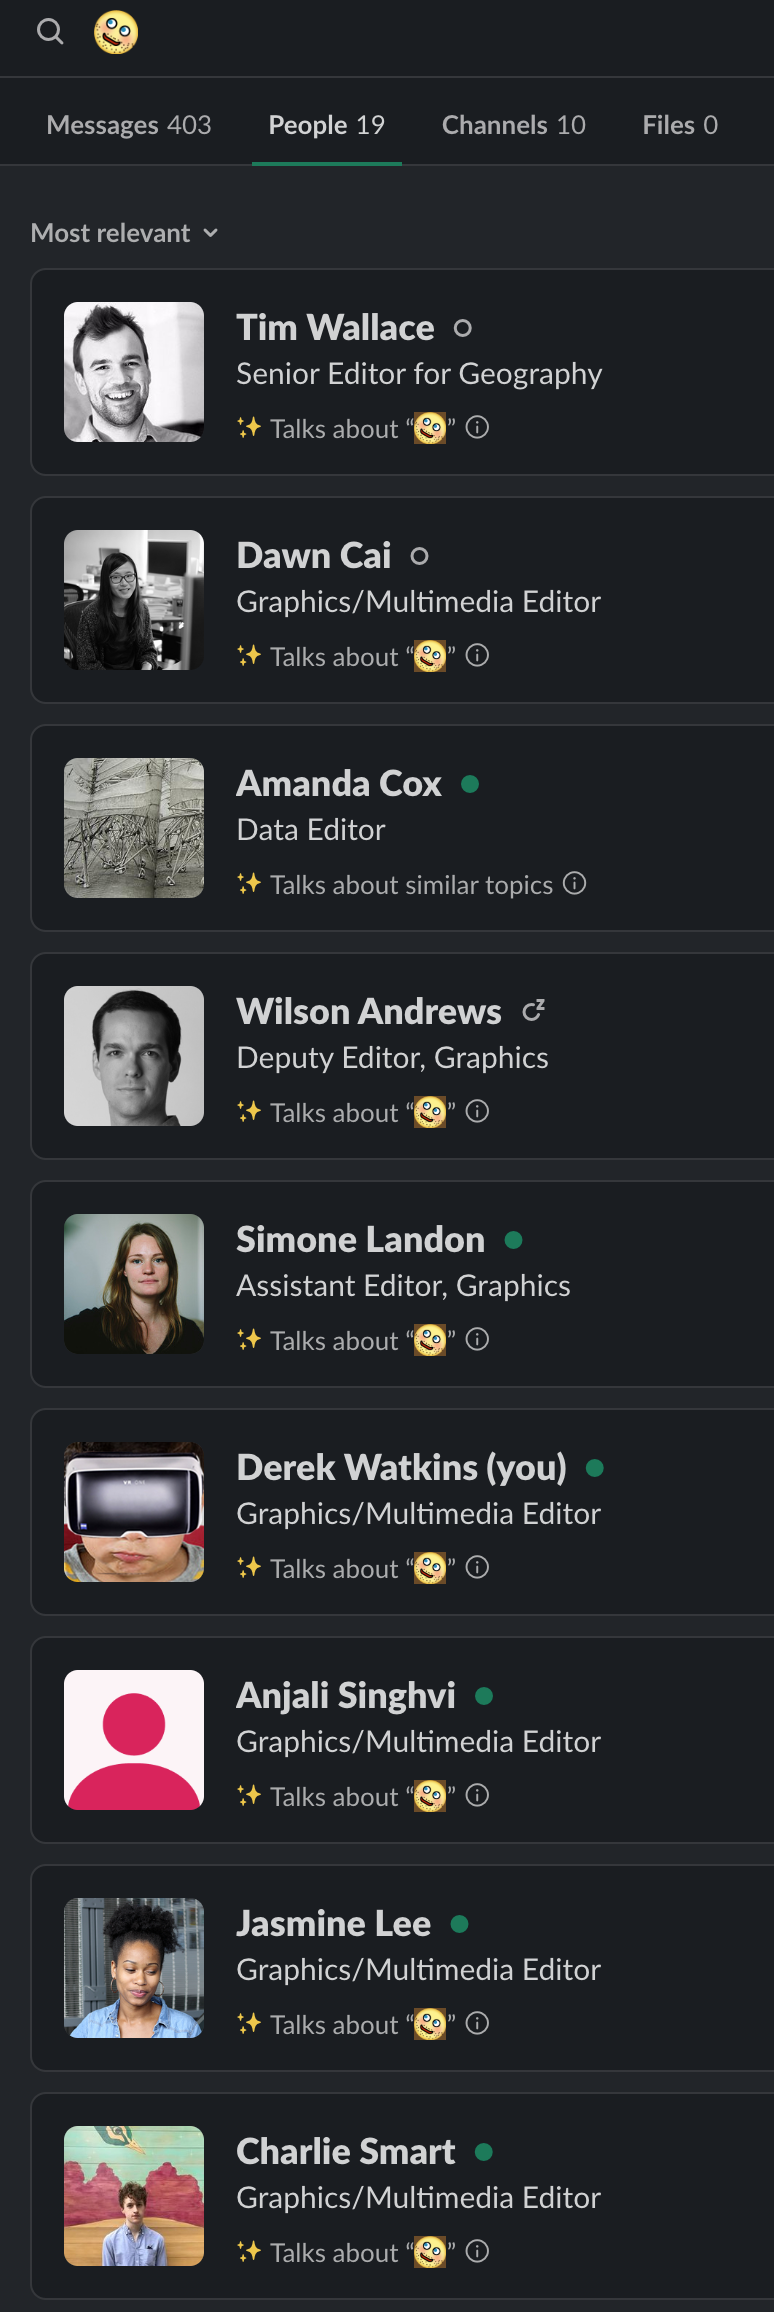 Messages 403
People 19
Channels 10
Files 0
Most relevant
Tim Wallace
Senior Editor for Geography
Talks about “”
Dawn Cai
Graphics/Multimedia Editor
Talks about “”
Amanda Cox
Data Editor
Talks about similar topics
Wilson Andrews
Deputy Editor, Graphics
Talks about “”
Simone Landon
Assistant Editor, Graphics
Talks about “”
Derek Watkins (you)
Graphics/Multimedia Editor
Talks about “”
Anjali Singhvi
Graphics/Multimedia Editor
Talks about “”
Jasmine Lee
Graphics/Multimedia Editor
Talks about “”
Charlie Smart
Graphics/Multimedia Editor
Talks about “”